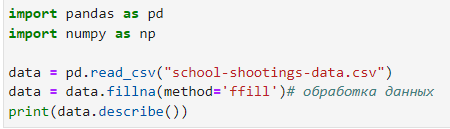 import pandas as pd
import numpy as np
data = pd.read_csv("school-shootings-data.csv")
data = data.fillna(method='ffill')# обработка данных
print(data.describe())